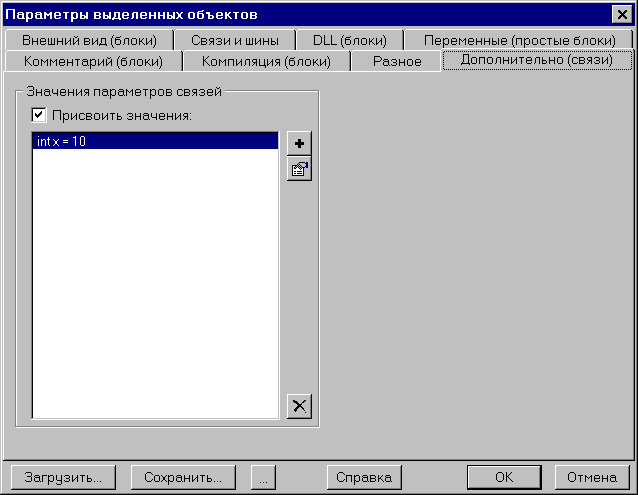 Параметры выделенных объектов
Внешний вид (блоки) Связи и шины DLL (блоки) Переменные (простые блоки)
Комментарий (блоки) Компиляция (блоки) Разное Дополнительно (связи)
Значения параметров связей
Присвоить значения:
int x = 10
Загрузить... Сохранить... ... Справка OK Отмена